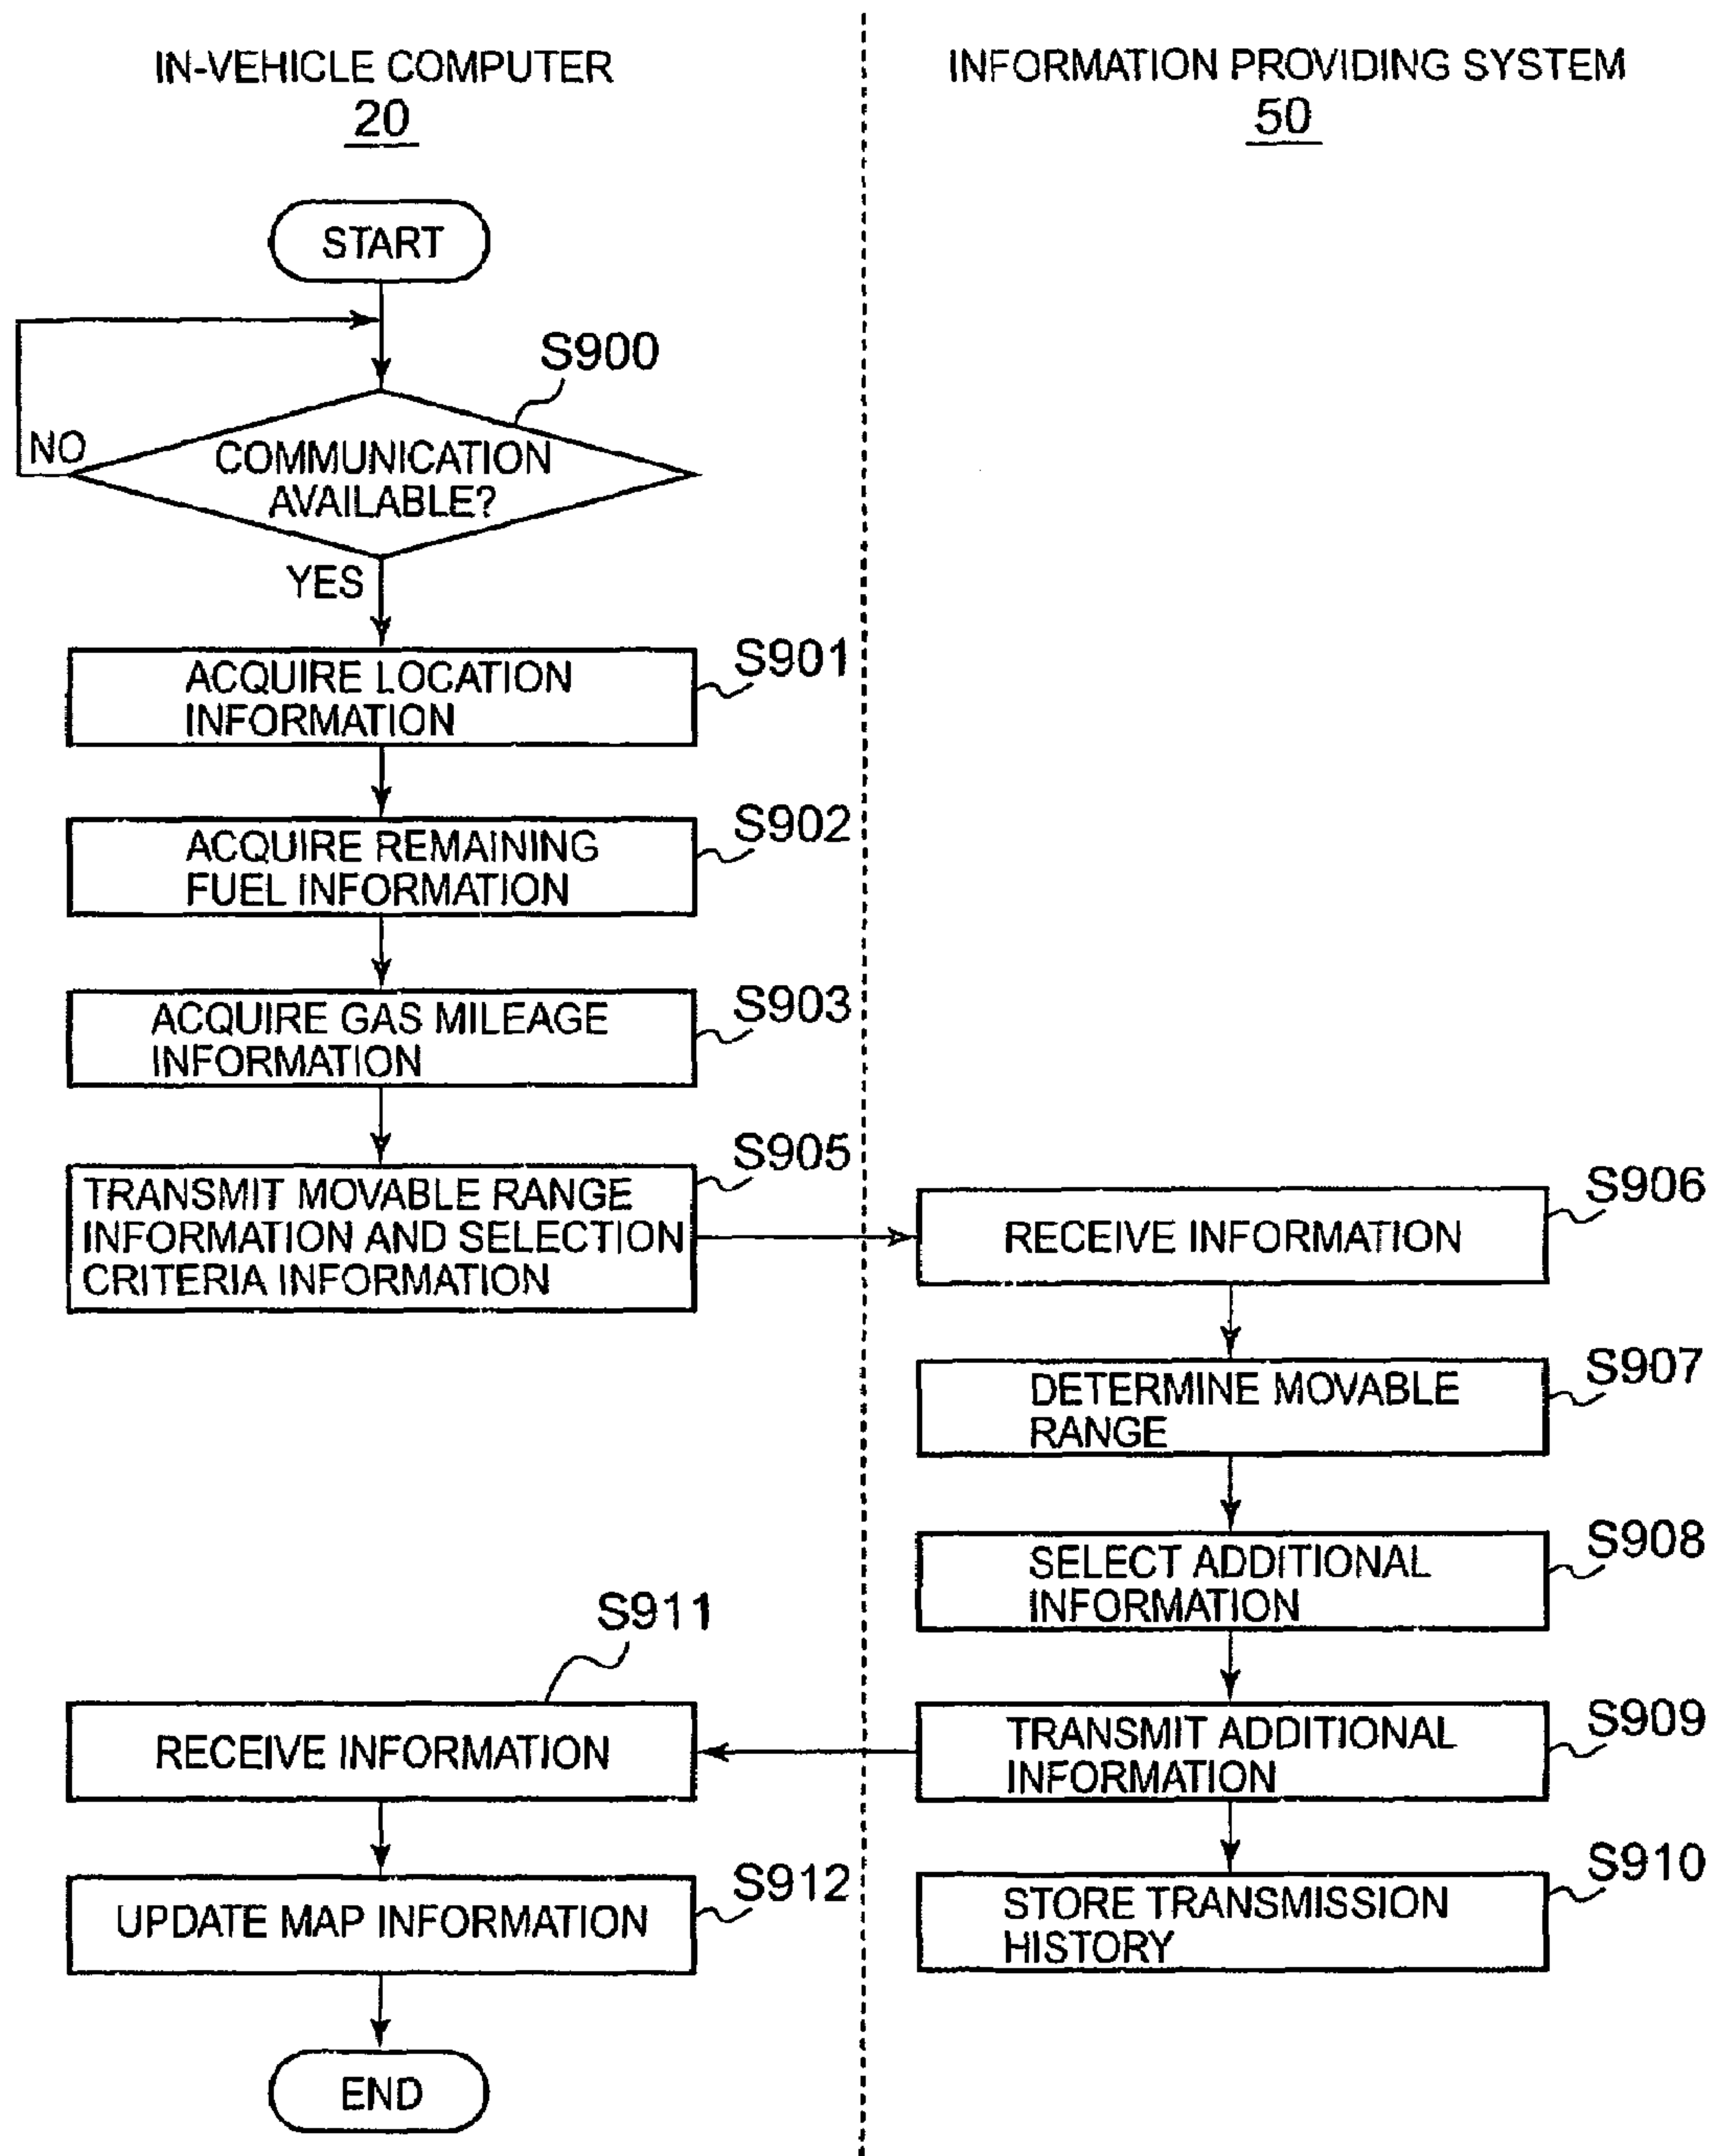 IN-VEHICLE COMPUTER
20
INFORMATION PROVIDING SYSTEM
50
START
S900
NO
COMMUNICATION
AVAILABLE?
YES
S901
ACQUIRE LOCATION
INFORMATION
S902
ACQUIRE REMAINING
FUEL INFORMATION
S903
ACQUIRE GAS MILEAGE
INFORMATION
S905
TRANSMIT MOVABLE RANGE
INFORMATION AND SELECTION
CRITERIA INFORMATION
S906
RECEIVE INFORMATION
S907
DETERMINE MOVABLE
RANGE
S908
SELECT ADDITIONAL
INFORMATION
S909
TRANSMIT ADDITIONAL
INFORMATION
S910
STORE TRANSMISSION
HISTORY
S911
RECEIVE INFORMATION
S912
UPDATE MAP INFORMATION
END